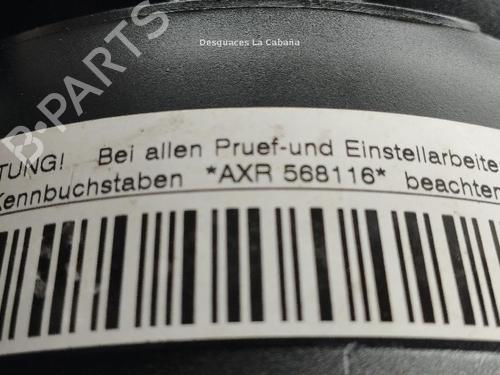 Desguaces La Cabaña
B-PARTS
TUNG! Bei allen Pruef-und Einstellarbeite
Kennbuchstaben *AXR 568116* beachten